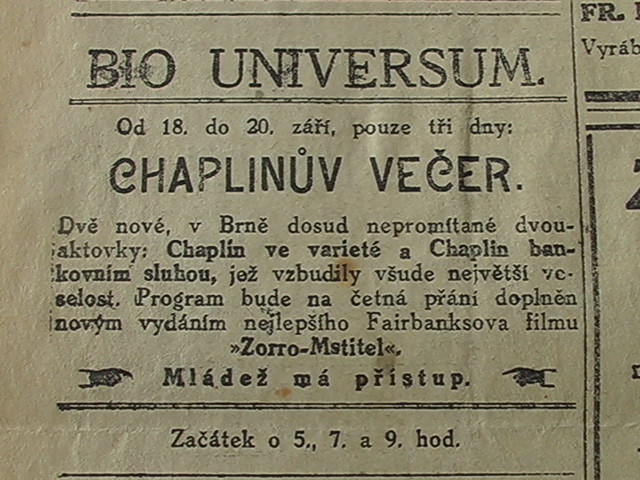 BIO UNIVERSUM.
Od 18. do 20. září, pouze tři dny:
CHAPLINŮV VEČER.
Dvě nové, v Brně dosud nepromítané dvou-
aktovky: Chaplin ve varieté a Chaplin ban-
kovním sluhou, jež vzbudily všude největší ve-
selost. Program bude na četná přání doplněn
novým vydáním nejlepšího Fairbanksova filmu
»Zorro-Mstitel«.
Mládež má přístup.
Začátek o 5., 7. a 9. hod.
FR.
Vyráb